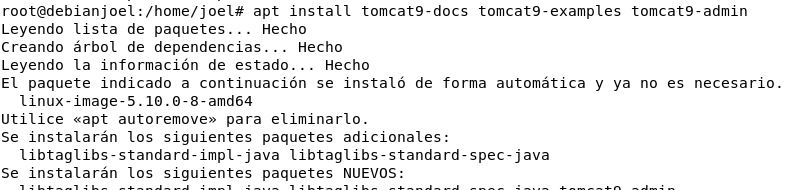 root@debianjoel:/home/joel# apt install tomcat9-docs tomcat9-examples tomcat9-admin
Leyendo lista de paquetes... Hecho
Creando árbol de dependencias... Hecho
Leyendo la información de estado... Hecho
El paquete indicado a continuación se instaló de forma automática y ya no es necesario.
  linux-image-5.10.0-8-amd64
Utilice «apt autoremove» para eliminarlo.
Se instalarán los siguientes paquetes adicionales:
  libtaglibs-standard-impl-java libtaglibs-standard-spec-java
Se instalarán los siguientes paquetes NUEVOS:
  libtaglibs-standard-impl-java libtaglibs-standard-spec-java tomcat9-admin